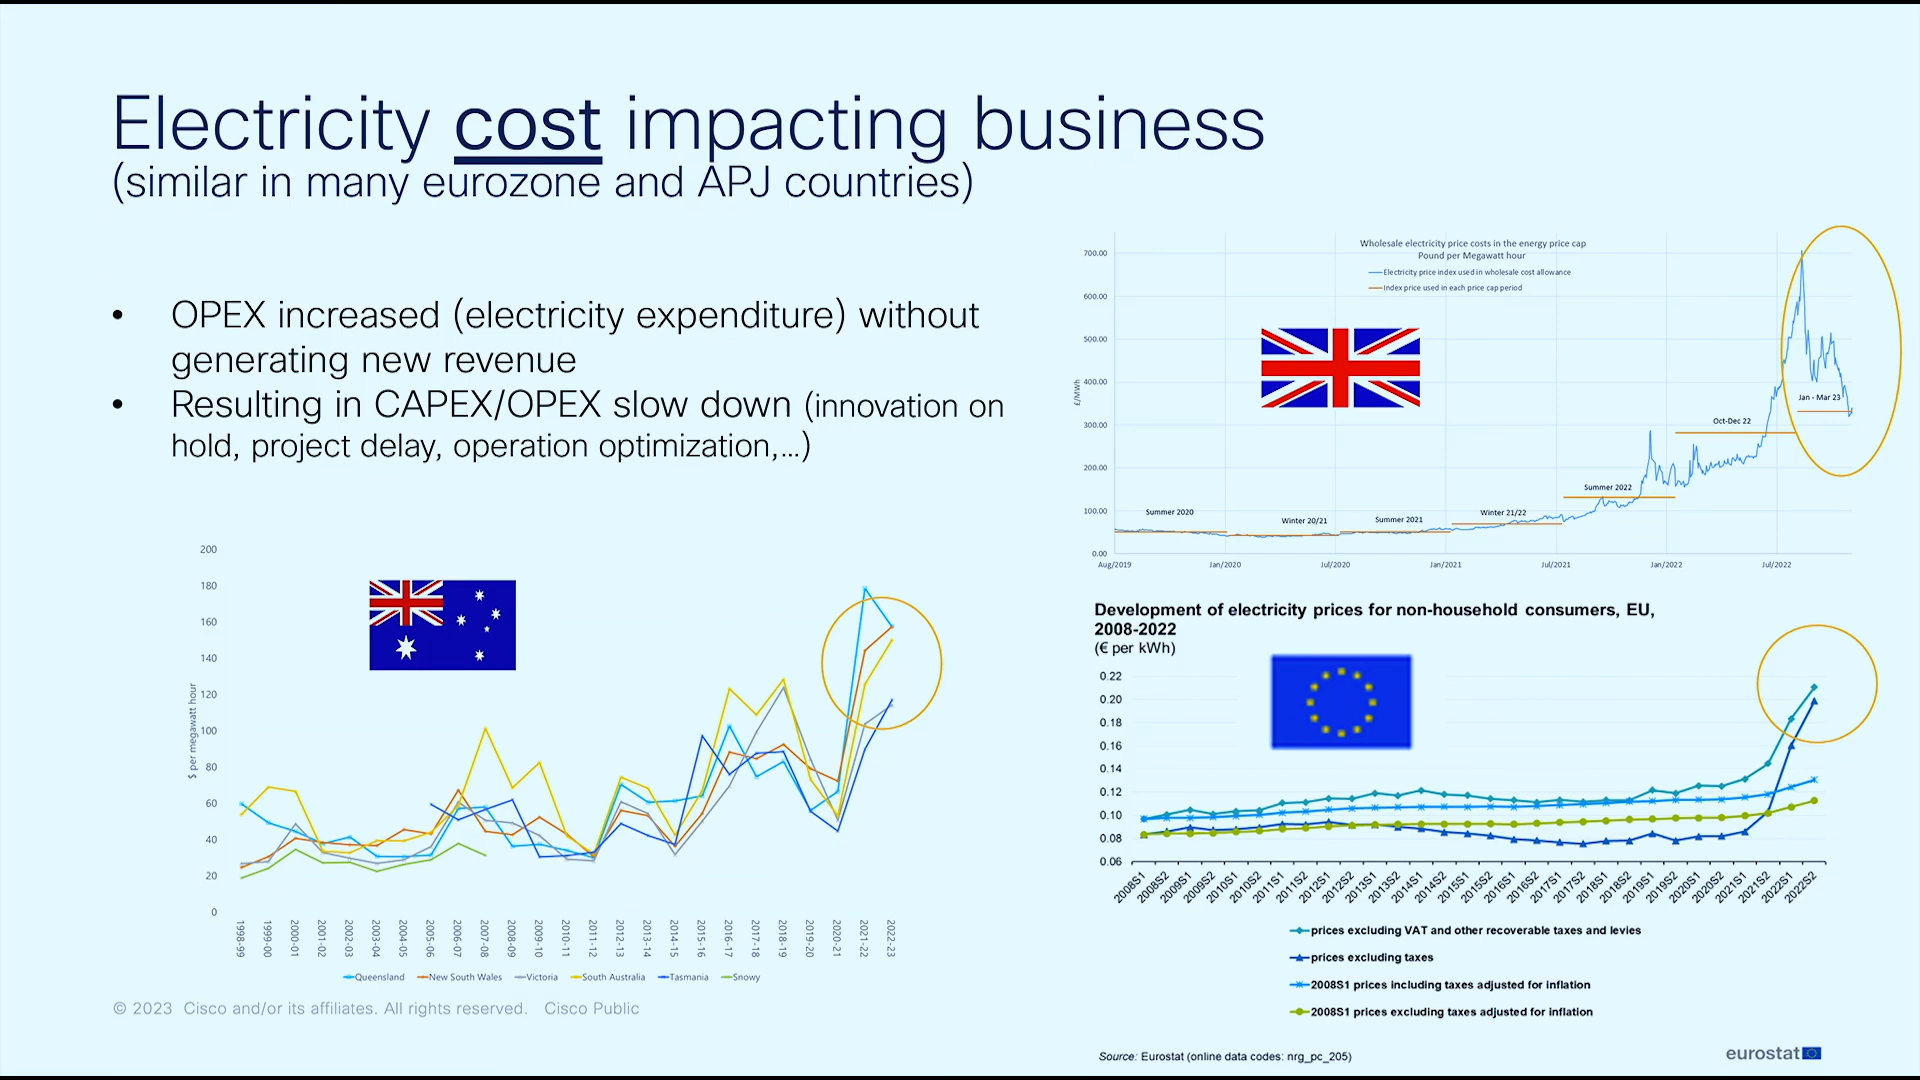 Electricity cost impacting business
(similar in many eurozone and APJ countries)
• OPEX increased (electricity expenditure) without
generating new revenue
• Resulting in CAPEX/OPEX slow down (innovation on
hold, project delay, operation optimization,...)
Wholesale electricity price costs in the energy price cap
Pound per Megawatt hour
Electricity price index used in wholesale cost allowance
Index price used in each price cap period
£/MWh
700.00
600.00
500.00
400.00
300.00
200.00
100.00
0.00
Summer 2020
Winter 20/21
Summer 2021
Winter 21/22
Summer 2022
Oct-Dec 22
Jan - Mar 23
Aug/2019 Jan/2020 Jul/2020 Jan/2021 Jul/2021 Jan/2022 Jul/2022
$ per megawatt hour
200
180
160
140
120
100
80
60
40
20
0
1998-99 1999-00 2000-01 2001-02 2002-03 2003-04 2004-05 2005-06 2006-07 2007-08 2008-09 2009-10 2010-11 2011-12 2012-13 2013-14 2014-15 2015-16 2016-17 2017-18 2018-19 2019-20 2020-21 2021-22 2022-23
Queensland New South Wales Victoria South Australia Tasmania Snowy
Development of electricity prices for non-household consumers, EU,
2008-2022
(€ per kWh)
0.22
0.20
0.18
0.16
0.14
0.12
0.10
0.08
0.06
2008S1 2008S2 2009S1 2009S2 2010S1 2010S2 2011S1 2011S2 2012S1 2012S2 2013S1 2013S2 2014S1 2014S2 2015S1 2015S2 2016S1 2016S2 2017S1 2017S2 2018S1 2018S2 2019S1 2019S2 2020S1 2020S2 2021S1 2021S2 2022S1 2022S2
prices excluding VAT and other recoverable taxes and levies
prices excluding taxes
2008S1 prices including taxes adjusted for inflation
2008S1 prices excluding taxes adjusted for inflation
Source: Eurostat (online data codes: nrg_pc_205)
eurostat
© 2023 Cisco and/or its affiliates. All rights reserved. Cisco Public